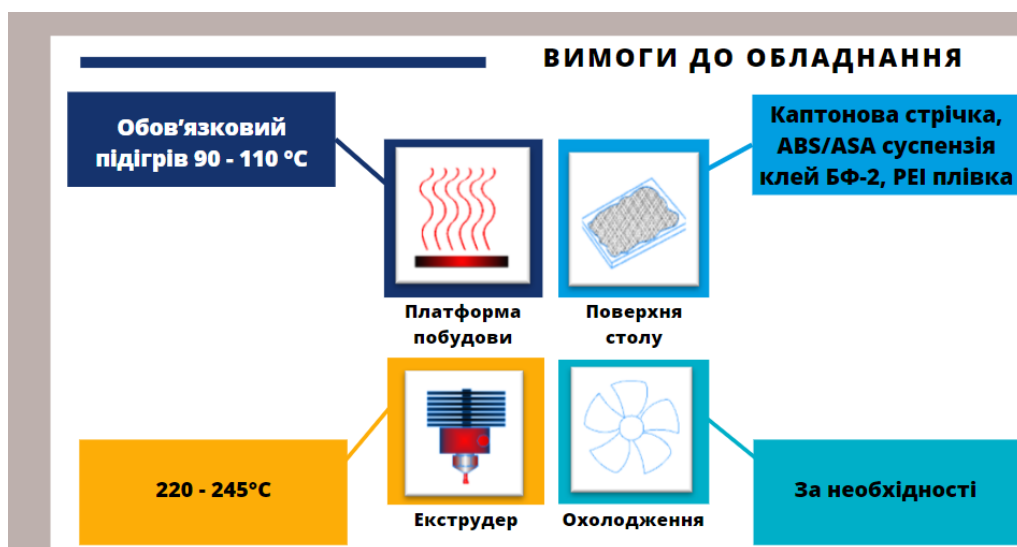 ВИМОГИ ДО ОБЛАДНАННЯ
Обов’язковий
підігрів 90 - 110 °C
Каптонова стрічка,
ABS/ASA суспензія
клей БФ-2, PEI плівка
Платформа
побудови
Поверхня
столу
220 - 245°C
Екструдер
Охолодження
За необхідності